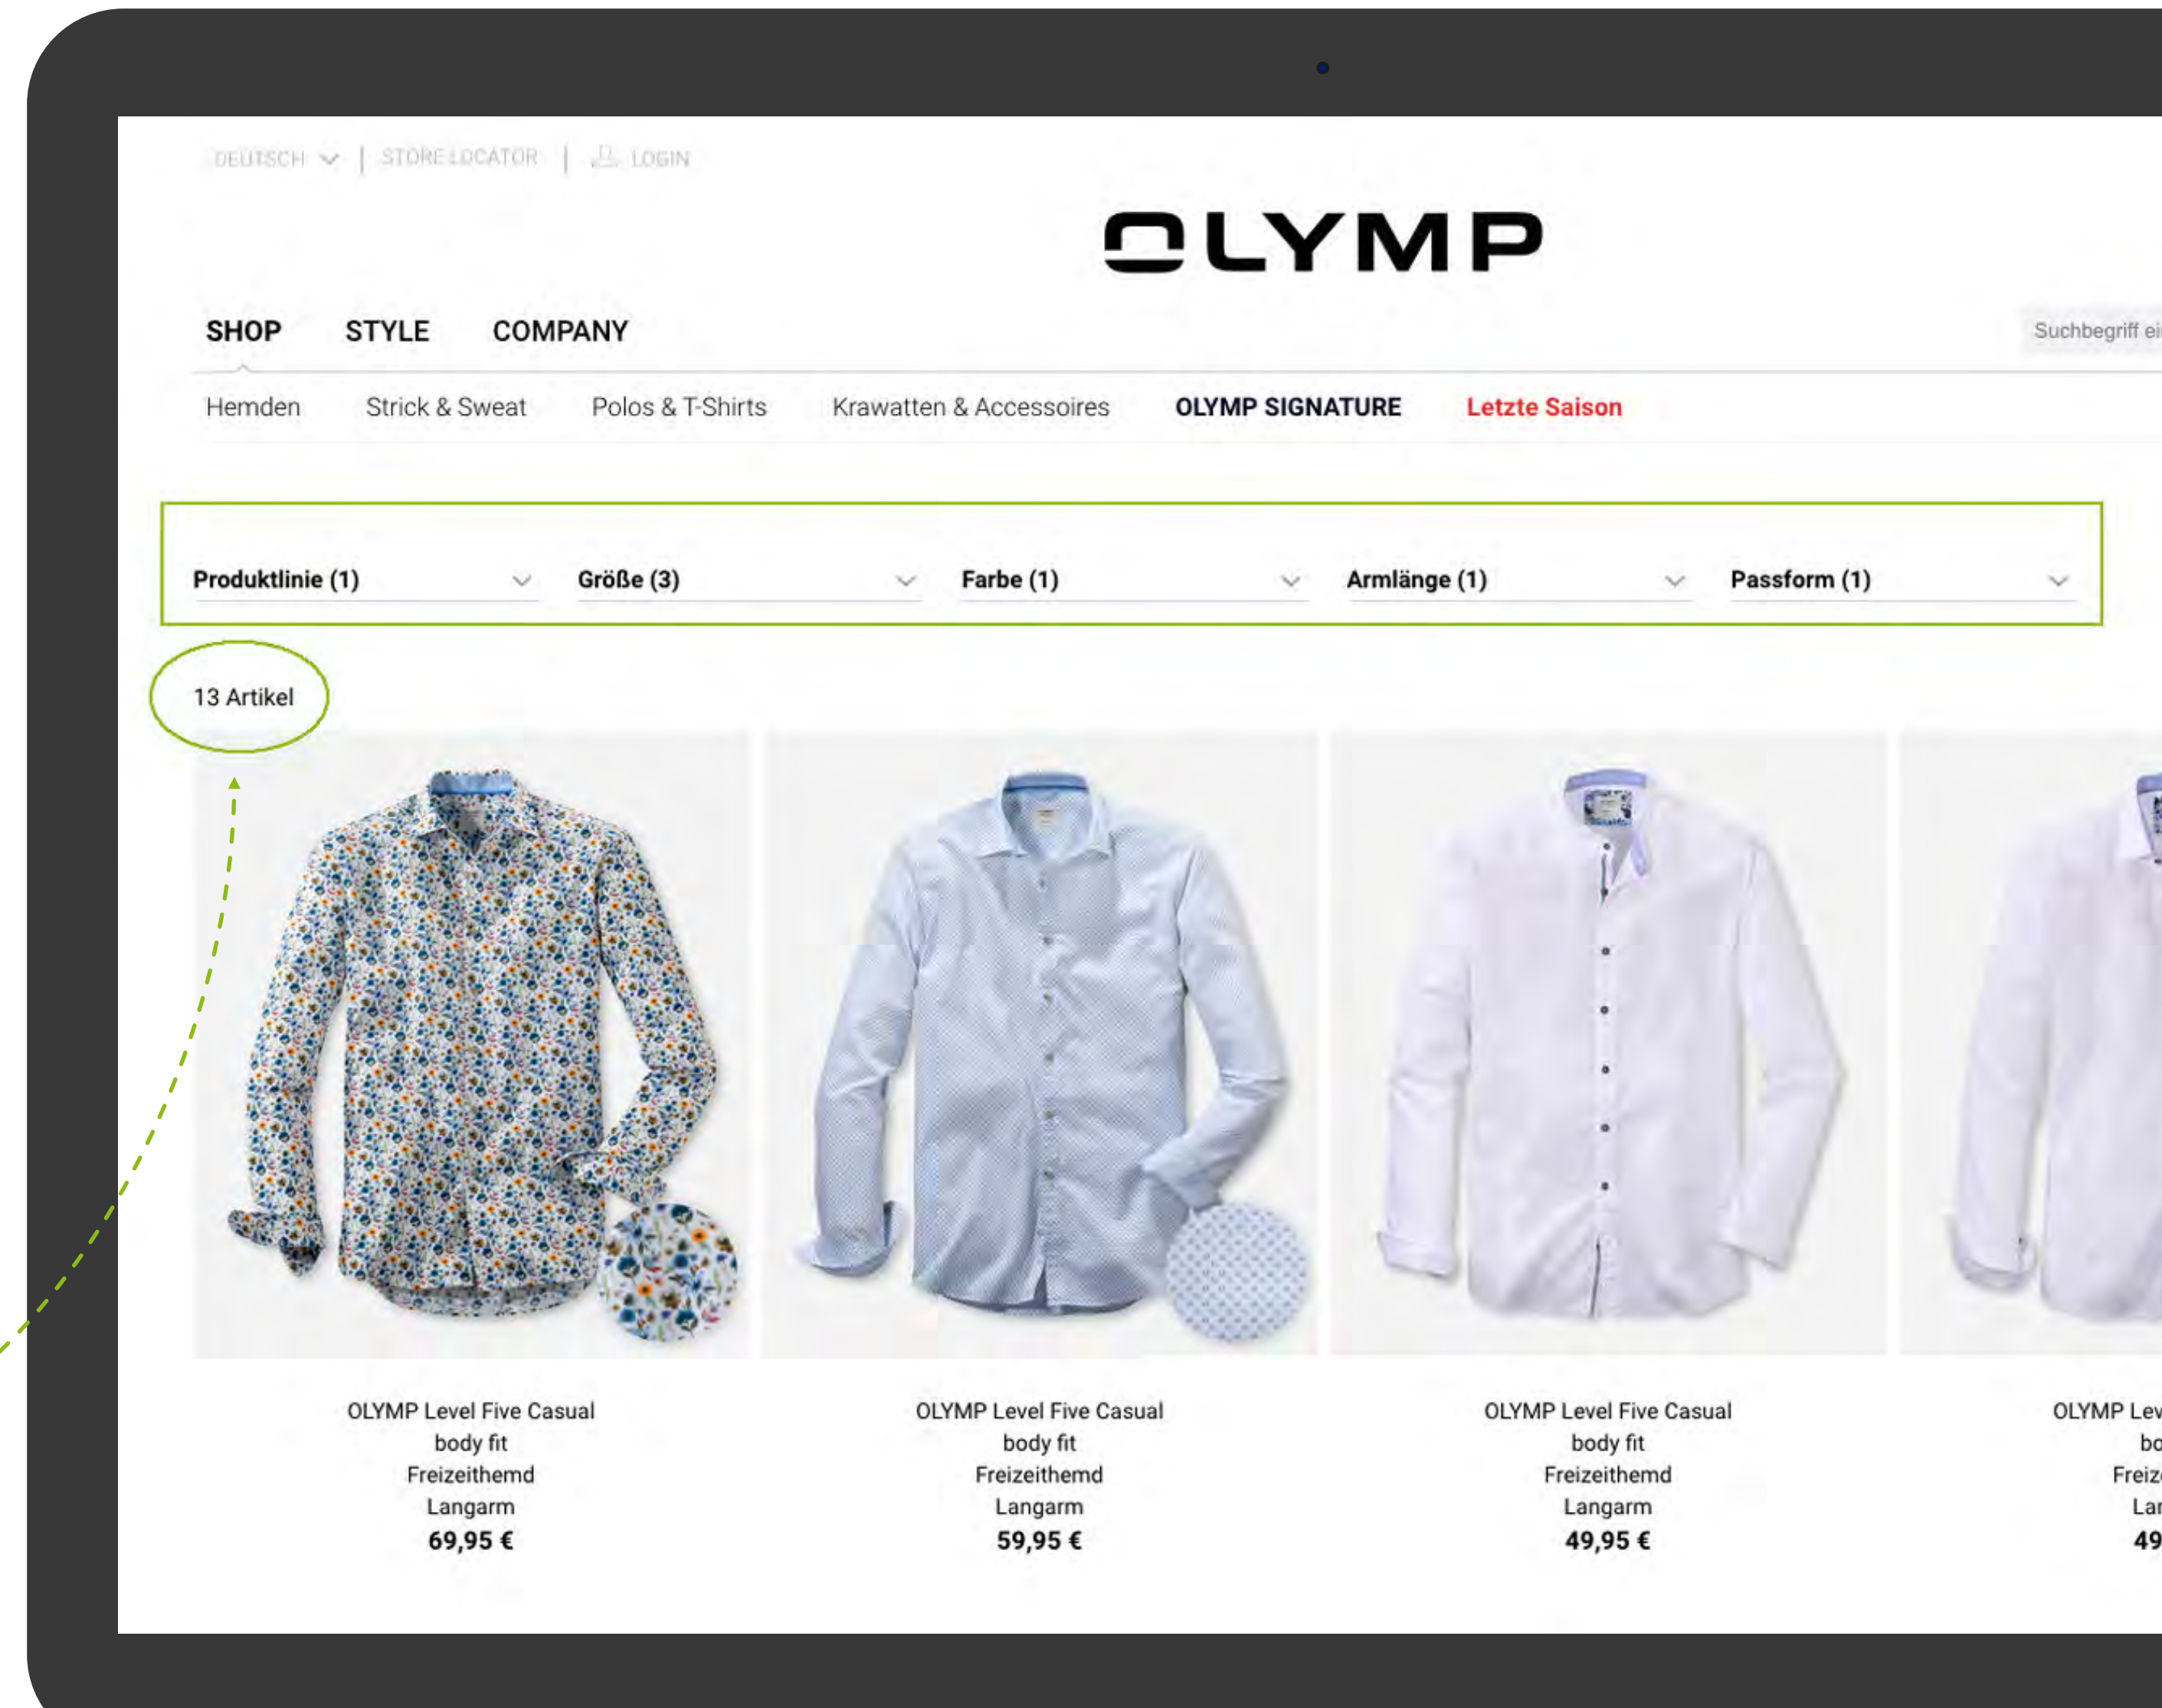 DEUTSCH | STORE LOCATOR | LOGIN
OLYMP
SHOP STYLE COMPANY
Suchbegriff
Hemden Strick & Sweat Polos & T-Shirts Krawatten & Accessoires OLYMP SIGNATURE Letzte Saison
Produktlinie (1) Größe (3) Farbe (1) Armlänge (1) Passform (1)
13 Artikel
OLYMP Level Five Casual
body fit
Freizeithemd
Langarm
69,95 €
OLYMP Level Five Casual
body fit
Freizeithemd
Langarm
59,95 €
OLYMP Level Five Casual
body fit
Freizeithemd
Langarm
49,95 €
OLYMP